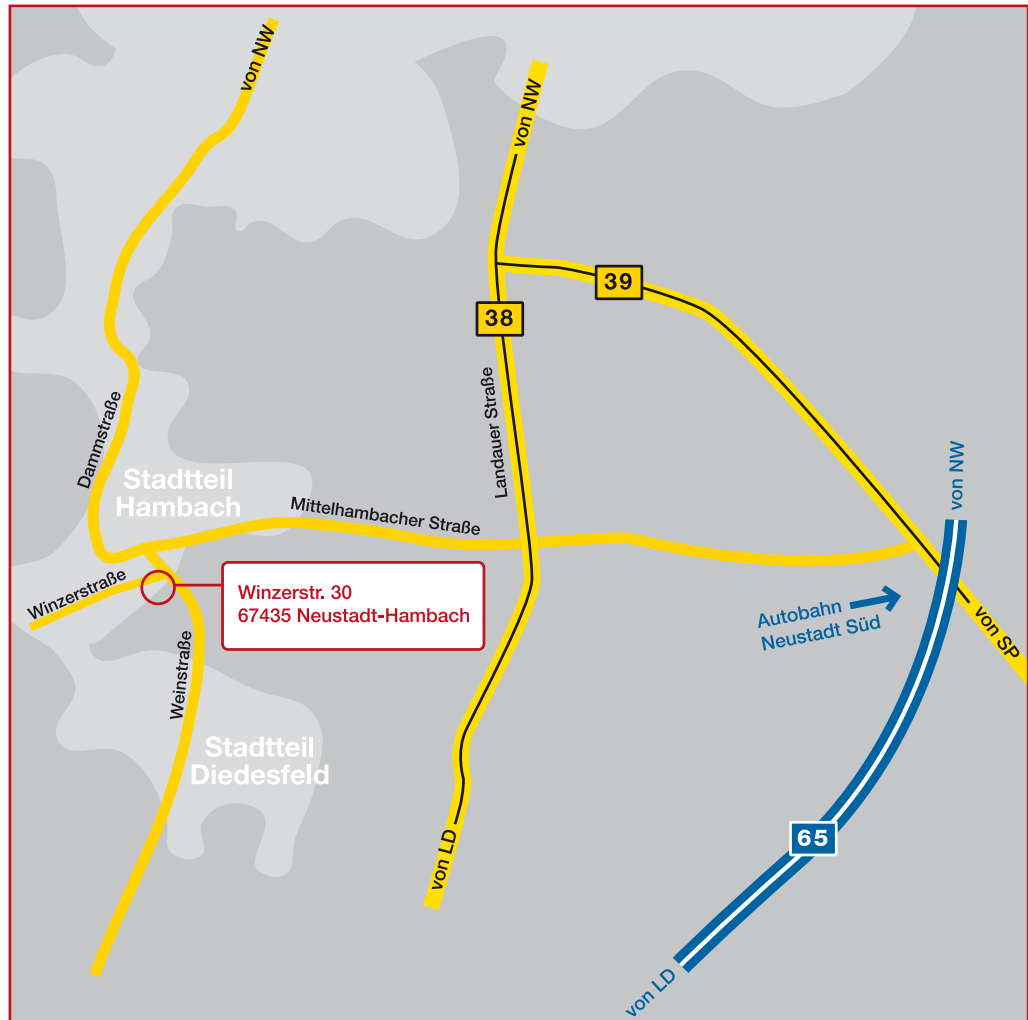 von NW
von NW
39
38
Landauer Straße
Dammstraße
Stadtteil
Hambach
Mittelhambacher Straße
von NW
Winzerstraße
Winzerstr. 30
67435 Neustadt-Hambach
Autobahn
Neustadt Süd
von SP
Weinstraße
Stadtteil
Diedesfeld
65
von LD
von LD